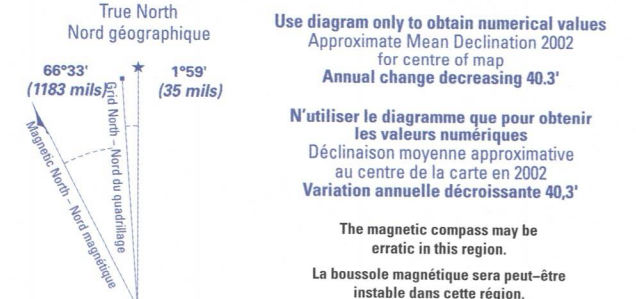 True North
Nord géographique
66°33'
(1183 mils)
1°59'
(35 mils)
Grid North – Nord du quadrillage
Magnetic North – Nord magnétique
Use diagram only to obtain numerical values
Approximate Mean Declination 2002
for centre of map
Annual change decreasing 40.3'
N'utiliser le diagramme que pour obtenir
les valeurs numériques
Déclinaison moyenne approximative
au centre de la carte en 2002
Variation annuelle décroissante 40,3'
The magnetic compass may be
erratic in this region.
La boussole magnétique sera peut–être
instable dans cette région.